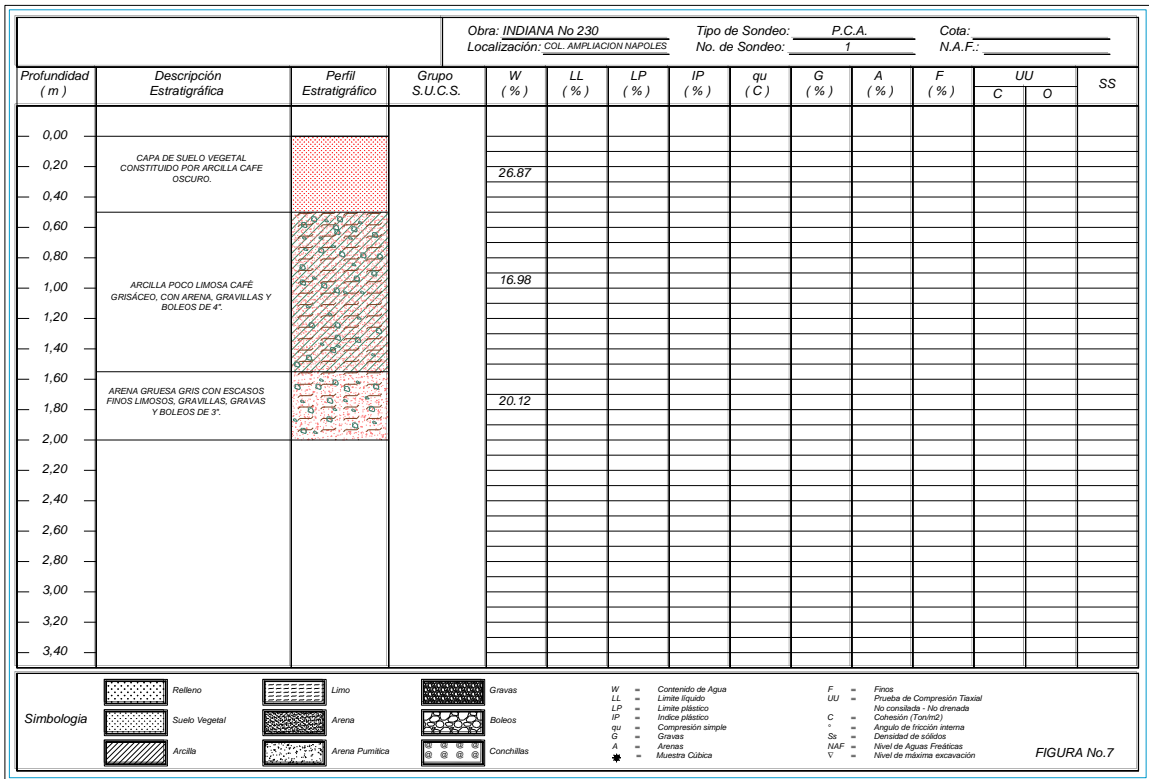 Obra: INDIANA No 230 Tipo de Sondeo: P.C.A. Cota:
Localización: COL. AMPLIACION NAPOLES No. de Sondeo: 1 N.A.F.:
Profundidad Descripción Perfil Grupo W LL LP IP qu G A F UU SS
( m ) Estratigráfica Estratigráfico S.U.C.S. ( % ) ( % ) ( % ) ( % ) ( C ) ( % ) ( % ) ( % ) C O
0,00
CAPA DE SUELO VEGETAL
0,20 CONSTITUIDO POR ARCILLA CAFE 26.87
OSCURO.
0,40
0,60
0,80
ARCILLA POCO LIMOSA CAFÉ 16.98
1,00 GRISÁCEO, CON ARENA, GRAVILLAS Y
BOLEOS DE 4".
1,20
1,40
1,60
ARENA GRUESA GRIS CON ESCASOS
FINOS LIMOSOS, GRAVILLAS, GRAVAS 20.12
1,80 Y BOLEOS DE 3".
2,00
2,20
2,40
2,60
2,80
3,00
3,20
3,40
Simbologia
Relleno Limo Gravas
Suelo Vegetal Arena Boleos
Arcilla Arena Pumitica Conchillas
W = Contenido de Agua
LL = Limite líquido
LP = Limite plástico
IP = Indice plástico
qu = Compresión simple
G = Gravas
A = Arenas
= Muestra Cúbica
F = Finos
UU = Prueba de Compresión Tiaxial
No consilada - No drenada
C = Cohesión (Ton/m2)
° = Angulo de fricción interna
Ss = Densidad de sólidos
NAF = Nivel de Aguas Freáticas
∇ = Nivel de máxima excavación
FIGURA No.7